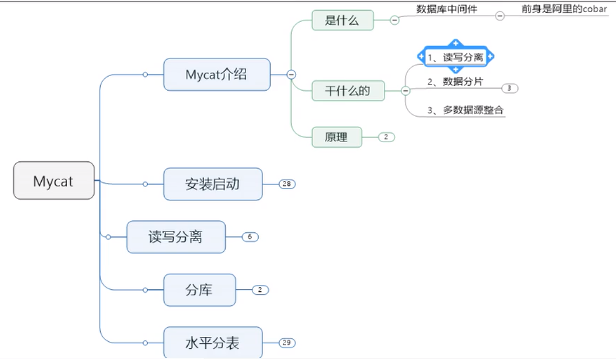 Mycat
Mycat介绍
是什么
数据库中间件
前身是阿里的cobar
干什么的
1、读写分离
2、数据分片
3
3、多数据源整合
原理
2
安装启动
28
读写分离
6
分库
2
水平分表
29